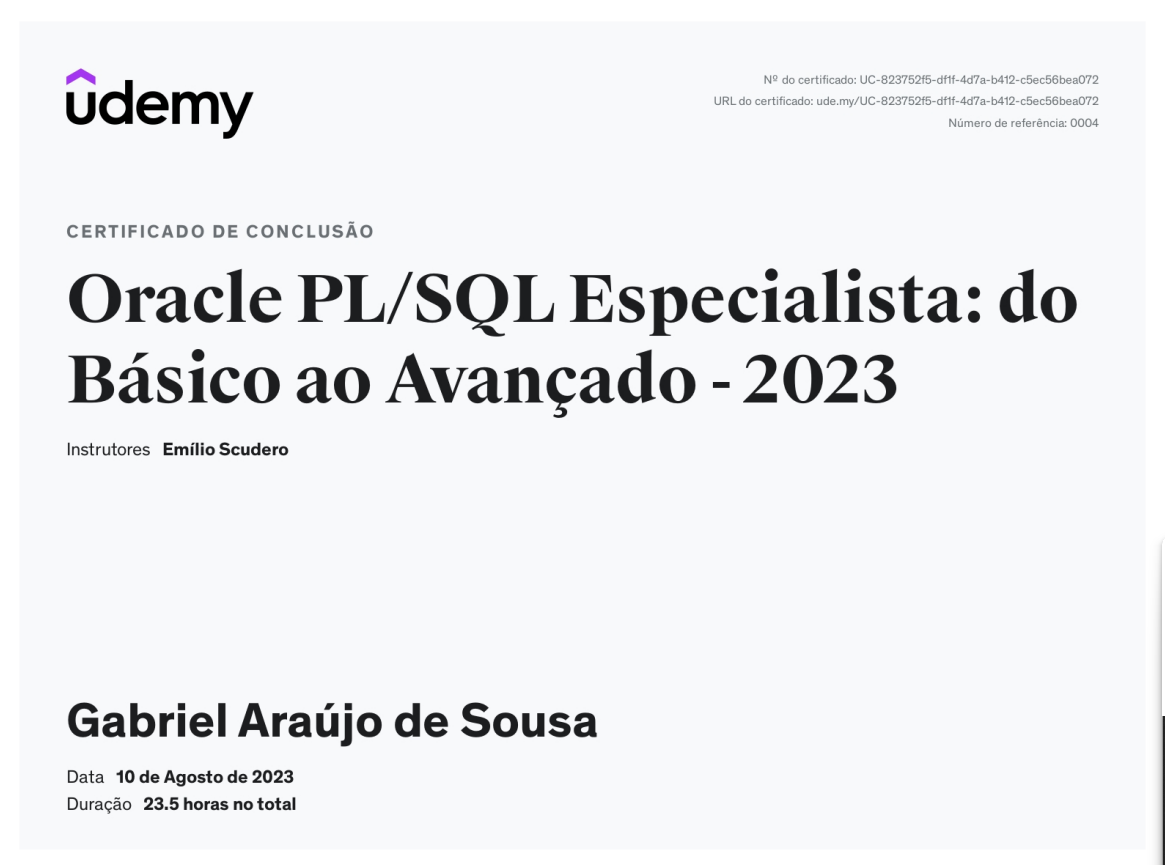 udemy
Nº do certificado: UC-823752f5-df1f-4d7a-b412-c5ec56bea072
URL do certificado: ude.my/UC-823752f5-df1f-4d7a-b412-c5ec56bea072
Número de referência: 0004
CERTIFICADO DE CONCLUSÃO
Oracle PL/SQL Especialista: do
Básico ao Avançado - 2023
Instrutores Emílio Scudero
Gabriel Araújo de Sousa
Data 10 de Agosto de 2023
Duração 23.5 horas no total